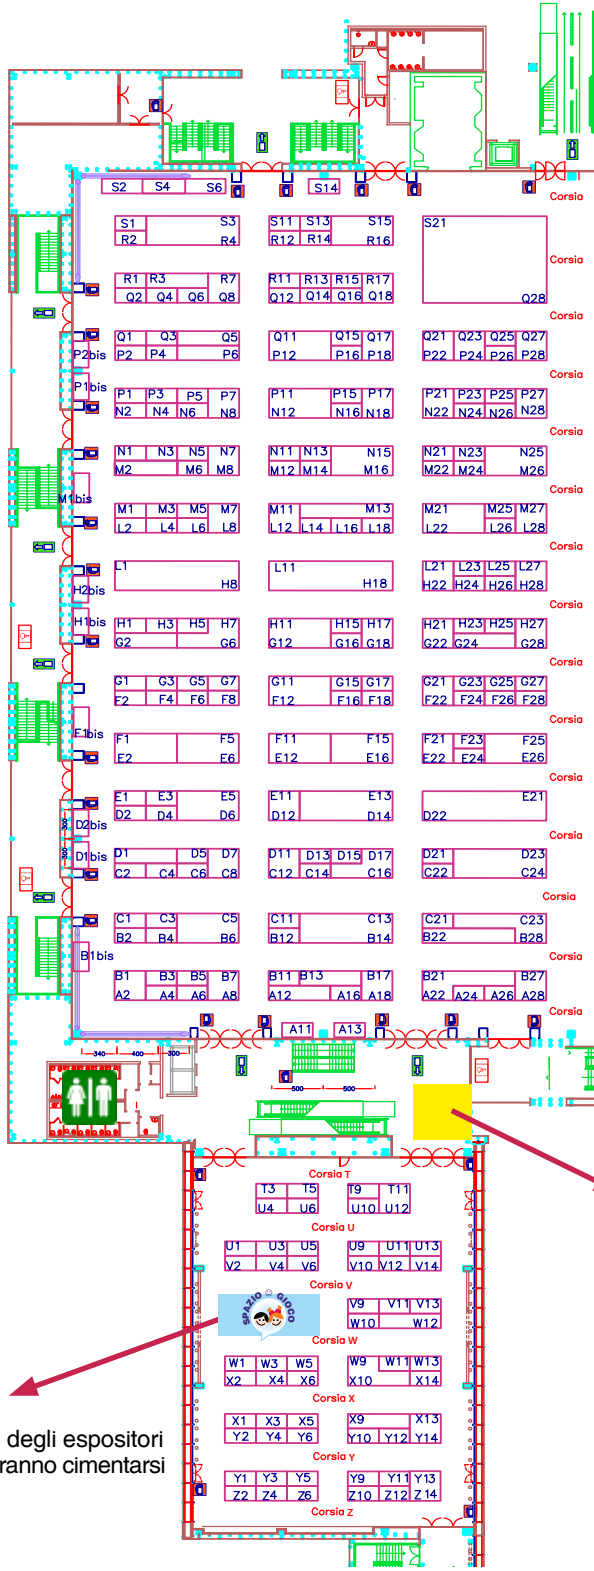 S2 S4 S6 S14
Corsia
S1 S3 S11 S13 S15 S21
R2 R4 R12 R14 R16
Corsia
R1 R3 R7 R11 R13 R15 R17
Q2 Q4 Q6 Q8 Q12 Q14 Q16 Q18 Q28
Corsia
Q1 Q3 Q5 Q11 Q15 Q17 Q21 Q23 Q25 Q27
P2bis P2 P4 P6 P12 P16 P18 P22 P24 P26 P28
Corsia
P1bis
P1 P3 P5 P7 P11 P15 P17 P21 P23 P25 P27
N2 N4 N6 N8 N12 N16 N18 N22 N24 N26 N28
Corsia
N1 N3 N5 N7 N11 N13 N15 N21 N23 N25
M2 M6 M8 M12 M14 M16 M22 M24 M26
Corsia
M1bis
M1 M3 M5 M7 M11 M13 M21 M25 M27
L2 L4 L6 L8 L12 L14 L16 L18 L22 L26 L28
Corsia
L1 L11 L21 L23 L25 L27
H2bis H8 H18 H22 H24 H26 H28
Corsia
H1bis
H1 H3 H5 H7 H11 H15 H17 H21 H23 H25 H27
G2 G6 G12 G16 G18 G22 G24 G28
Corsia
G1 G3 G5 G7 G11 G15 G17 G21 G23 G25 G27
F2 F4 F6 F8 F12 F16 F18 F22 F24 F26 F28
Corsia
F1bis
F1 F5 F11 F15 F21 F23 F25
E2 E6 E12 E16 E22 E24 E26
Corsia
E1 E3 E5 E11 E13 E21
D2 D4 D6 D12 D14 D22
300 D2bis
Corsia
300 D1bis
D1 D5 D7 D11 D13 D15 D17 D21 D23
C2 C4 C6 C8 C12 C14 C16 C22 C24
Corsia
C1 C3 C5 C11 C13 C21 C23
B2 B4 B6 B12 B14 B22 B28
B1bis
Corsia
B1 B3 B5 B7 B11 B13 B17 B21 B27
A2 A4 A6 A8 A12 A16 A18 A22 A24 A26 A28
Corsia
A11 A13
340 400 300
500 500
Corsia T
T3 T5 T9 T11
U4 U6 U10 U12
Corsia U
U1 U3 U5 U9 U11 U13
V2 V4 V6 V10 V12 V14
Corsia V
SPAZIO GIOCO
V9 V11 V13
W10 W12
Corsia W
W1 W3 W5 W9 W11 W13
X2 X4 X6 X10 X14
Corsia X
X1 X3 X5 X9 X13
Y2 Y4 Y6 Y10 Y12 Y14
degli espositori
ranno cimentarsi
Corsia Y
Y1 Y3 Y5 Y9 Y11 Y13
Z2 Z4 Z6 Z10 Z12 Z14
Corsia Z